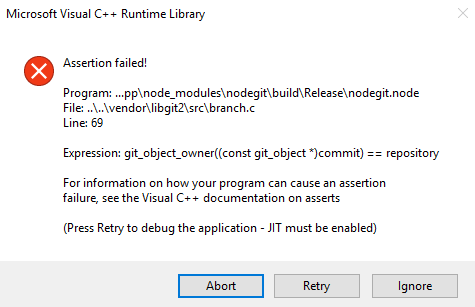 Microsoft Visual C++ Runtime Library
Assertion failed!
Program: ...pp\node_modules\nodegit\build\Release\nodegit.node
File: ..\..\vendor\libgit2\src\branch.c
Line: 69
Expression: git_object_owner((const git_object *)commit) == repository
For information on how your program can cause an assertion
failure, see the Visual C++ documentation on asserts
(Press Retry to debug the application - JIT must be enabled)
Abort Retry Ignore